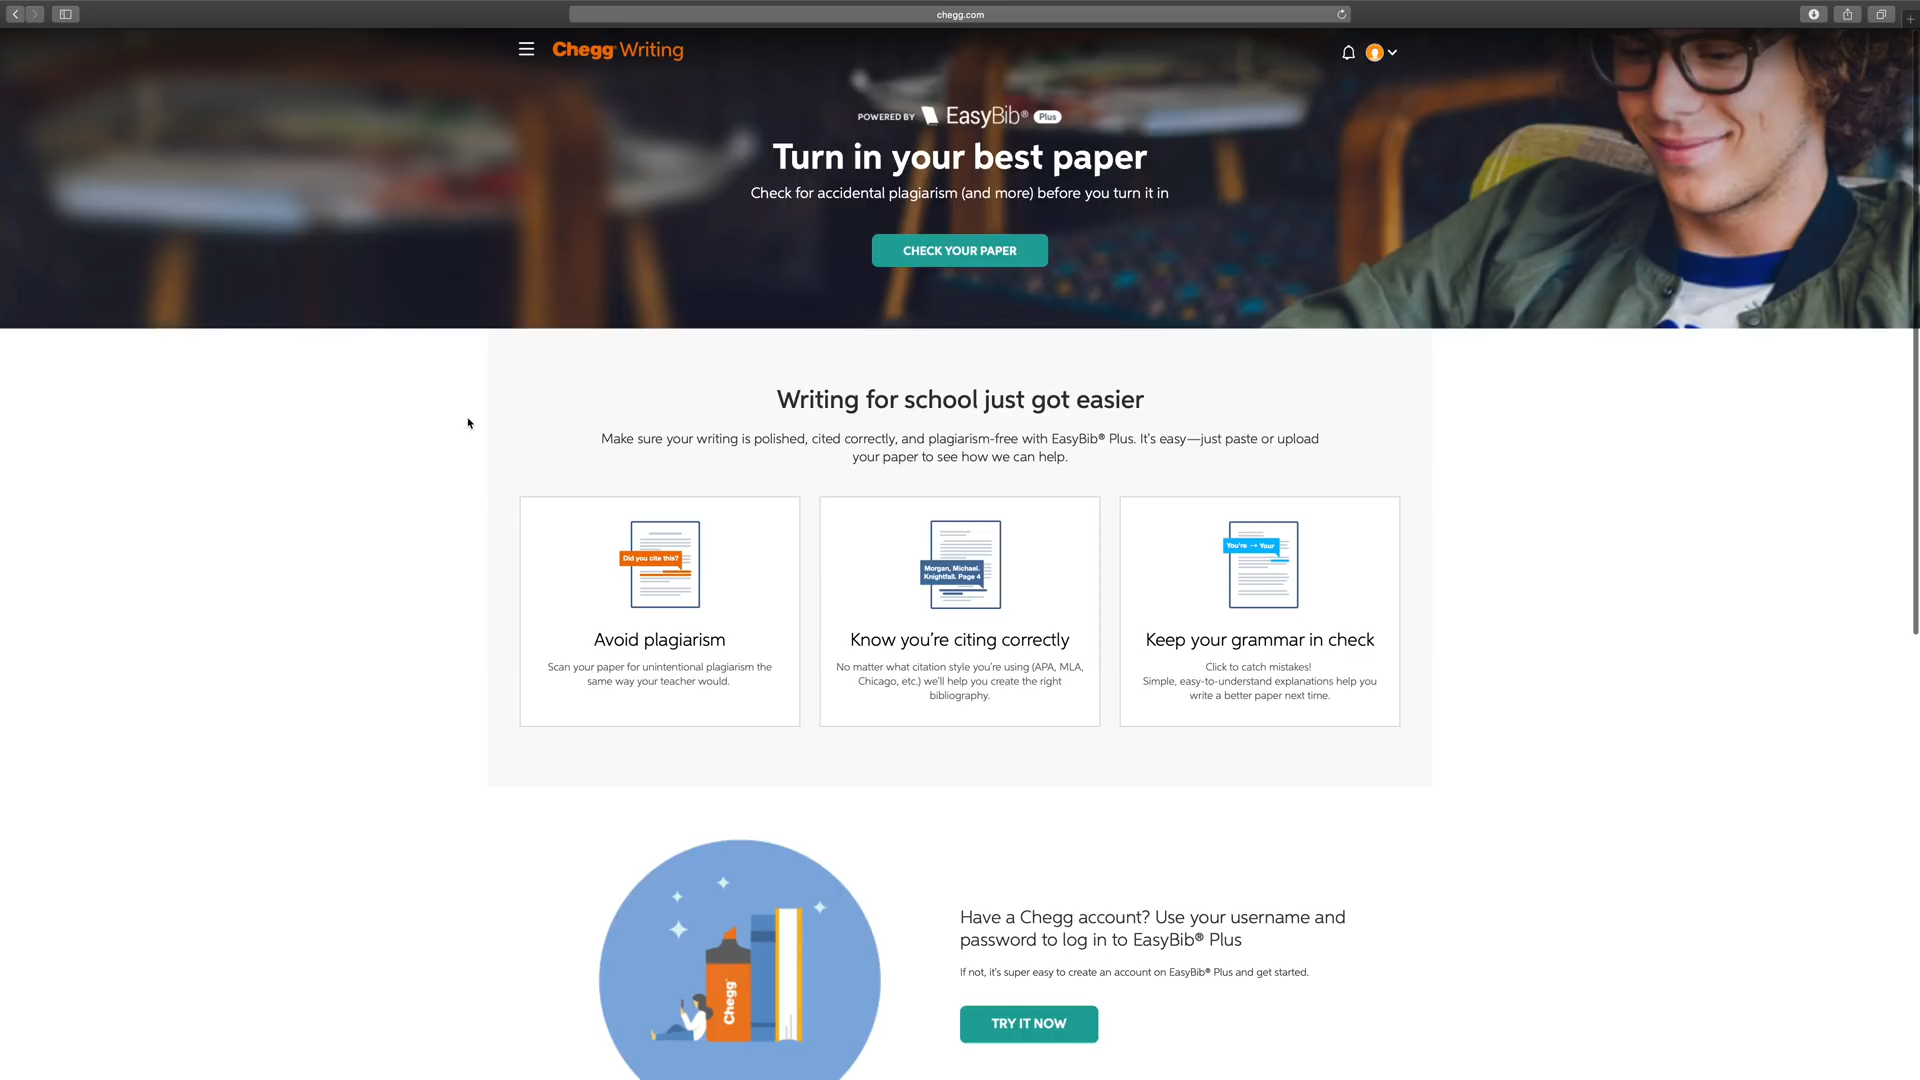 chegg.com
Chegg Writing
POWERED BY EasyBib® Plus
Turn in your best paper
Check for accidental plagiarism (and more) before you turn it in
CHECK YOUR PAPER
Writing for school just got easier
Make sure your writing is polished, cited correctly, and plagiarism-free with EasyBib® Plus. It's easy—just paste or upload
your paper to see how we can help.
Did you cite this?
Avoid plagiarism
Scan your paper for unintentional plagiarism the
same way your teacher would.
Morgan, Michael.
Knightfall. Page 4
Know you're citing correctly
No matter what citation style you're using (APA, MLA,
Chicago, etc.) we'll help you create the right
bibliography.
You're → Your
Keep your grammar in check
Click to catch mistakes!
Simple, easy-to-understand explanations help you
write a better paper next time.
Chegg
Have a Chegg account? Use your username and
password to log in to EasyBib® Plus
If not, it's super easy to create an account on EasyBib® Plus and get started.
TRY IT NOW